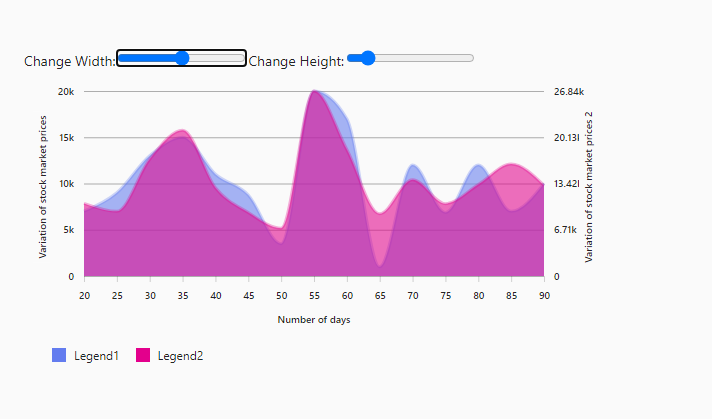 Change Width:
Change Height:
Variation of stock market prices
20k
15k
10k
5k
0
26.84k
20.13l
13.42l
6.71k
0
Variation of stock market prices 2
20 25 30 35 40 45 50 55 60 65 70 75 80 85 90
Number of days
Legend1
Legend2